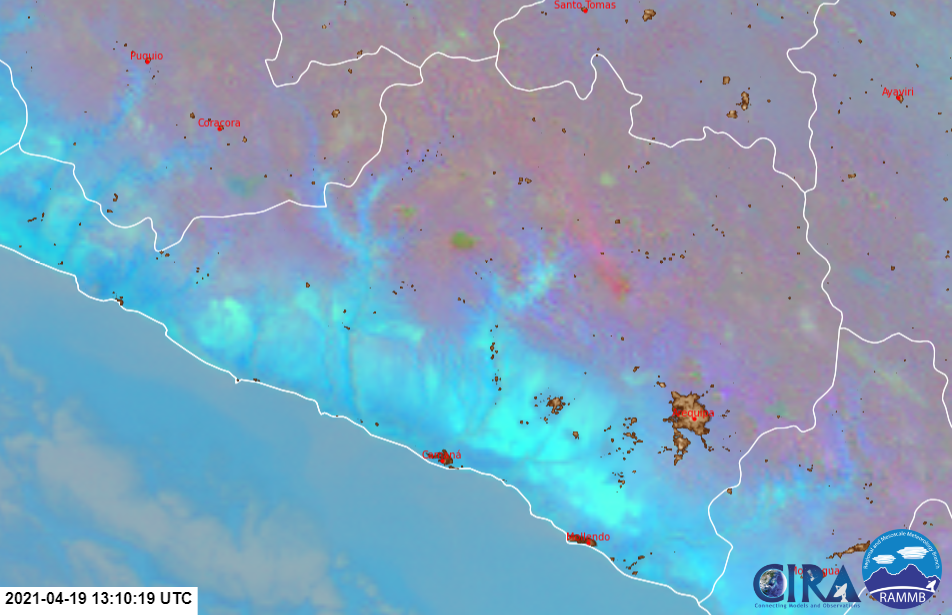 Santo Tomas
Puquio
Ayaviri
Coracora
Arequipa
Camaná
Mollendo
CIRA
Connecting Models and Observations
Regional and Mesoscale Meteorology Branch
RAMMB
2021-04-19 13:10:19 UTC